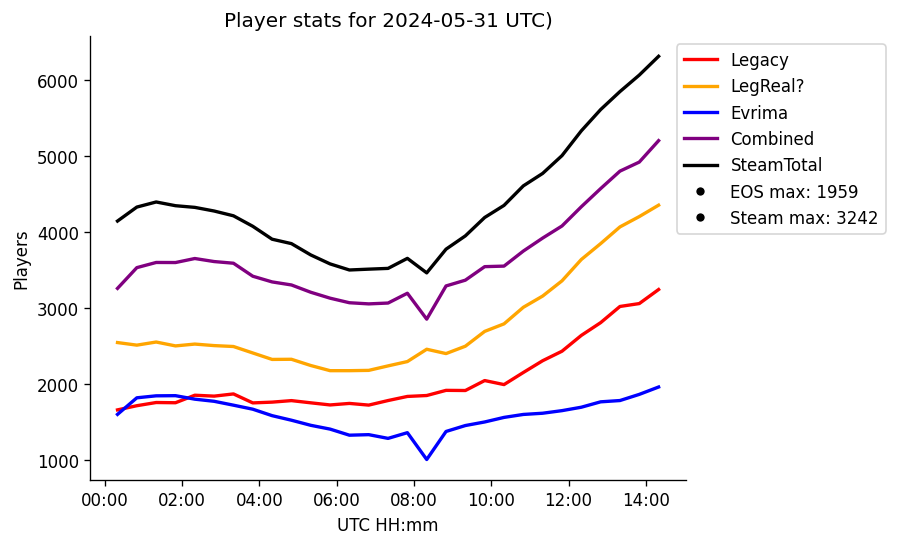 Player stats for 2024-05-31 UTC)
Legacy
LegReal?
Evrima
Combined
SteamTotal
EOS max: 1959
Steam max: 3242
Players
6000
5000
4000
3000
2000
1000
00:00 02:00 04:00 06:00 08:00 10:00 12:00 14:00
UTC HH:mm